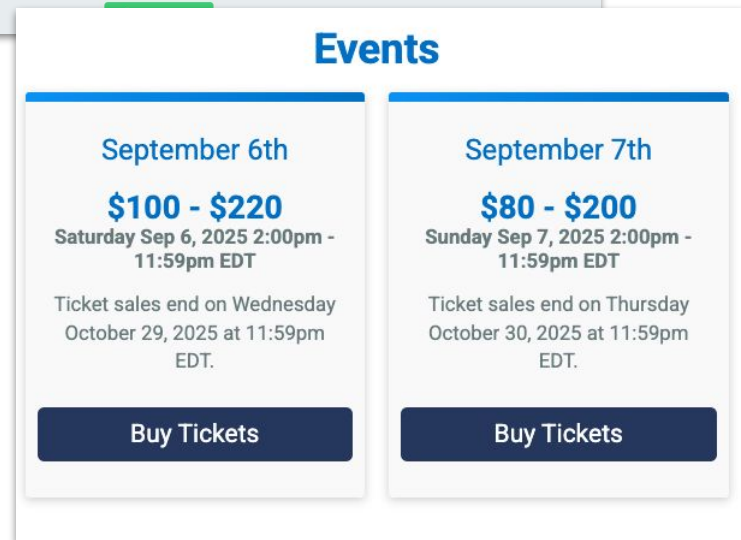 Events
September 6th
$100 - $220
Saturday Sep 6, 2025 2:00pm -
11:59pm EDT
Ticket sales end on Wednesday
October 29, 2025 at 11:59pm
EDT.
Buy Tickets
September 7th
$80 - $200
Sunday Sep 7, 2025 2:00pm -
11:59pm EDT
Ticket sales end on Thursday
October 30, 2025 at 11:59pm
EDT.
Buy Tickets